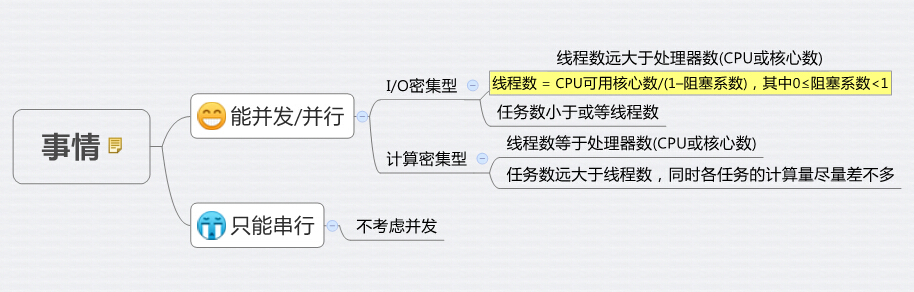 事情
能并发/并行
I/O密集型
线程数远大于处理器数(CPU或核心数)
线程数 = CPU可用核心数/(1–阻塞系数)，其中0≤阻塞系数<1
任务数小于或等线程数
计算密集型
线程数等于处理器数(CPU或核心数)
任务数远大于线程数，同时各任务的计算量尽量差不多
只能串行
不考虑并发